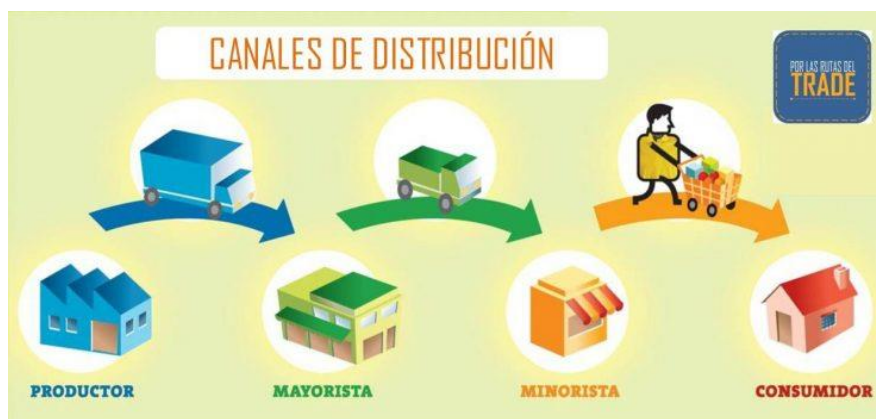 CANALES DE DISTRIBUCIÓN
POR LAS RUTAS DEL
TRADE
PRODUCTOR
MAYORISTA
MINORISTA
CONSUMIDOR